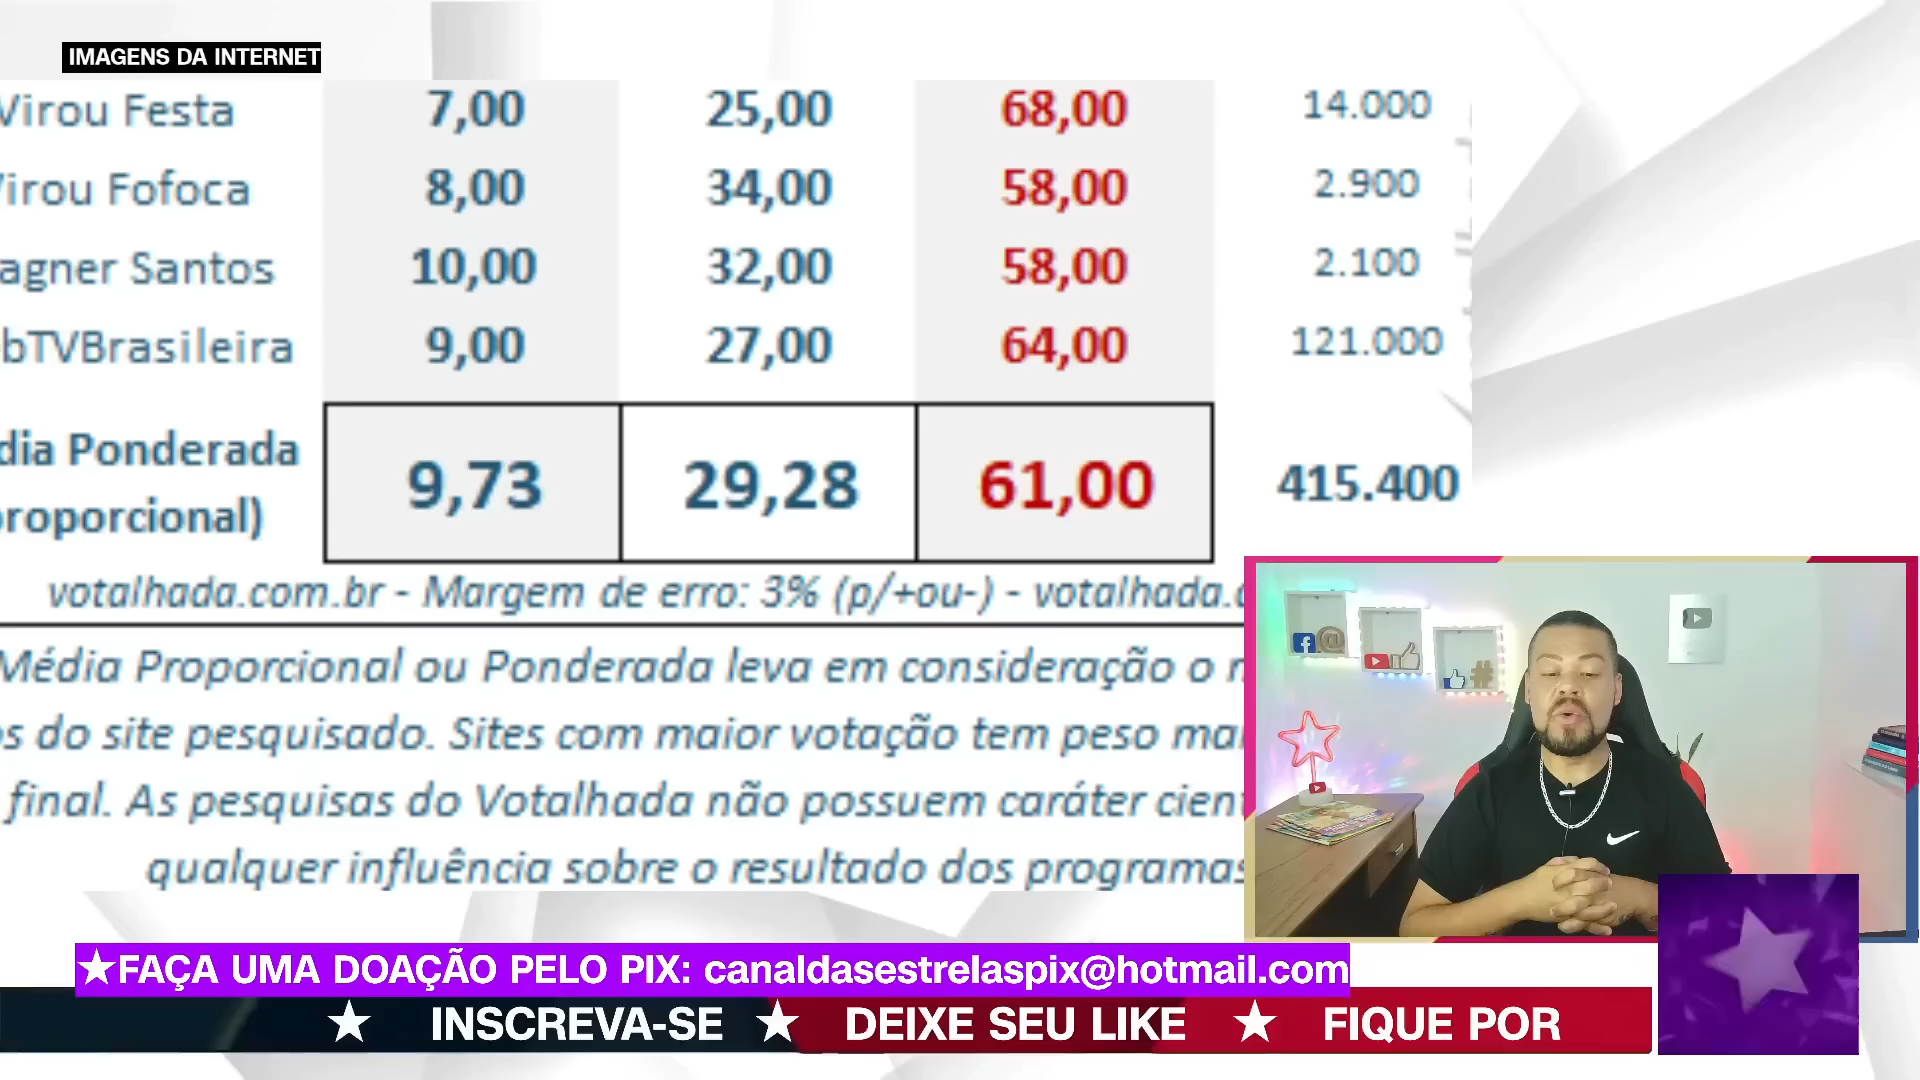 IMAGENS DA INTERNET
Virou Festa 7,00 25,00 68,00 14.000
Virou Fofoca 8,00 34,00 58,00 2.900
agner Santos 10,00 32,00 58,00 2.100
bTVBrasileira 9,00 27,00 64,00 121.000
dia Ponderada
proporcional) 9,73 29,28 61,00 415.400
votalhada.com.br - Margem de erro: 3% (p/+ou-) - votalhada.
Média Proporcional ou Ponderada leva em consideração o
s do site pesquisado. Sites com maior votação tem peso mai
final. As pesquisas do Votalhada não possuem caráter cient
qualquer influência sobre o resultado dos programas
★FAÇA UMA DOAÇÃO PELO PIX: canaldasestrelaspix@hotmail.com
★ INSCREVA-SE ★ DEIXE SEU LIKE ★ FIQUE POR